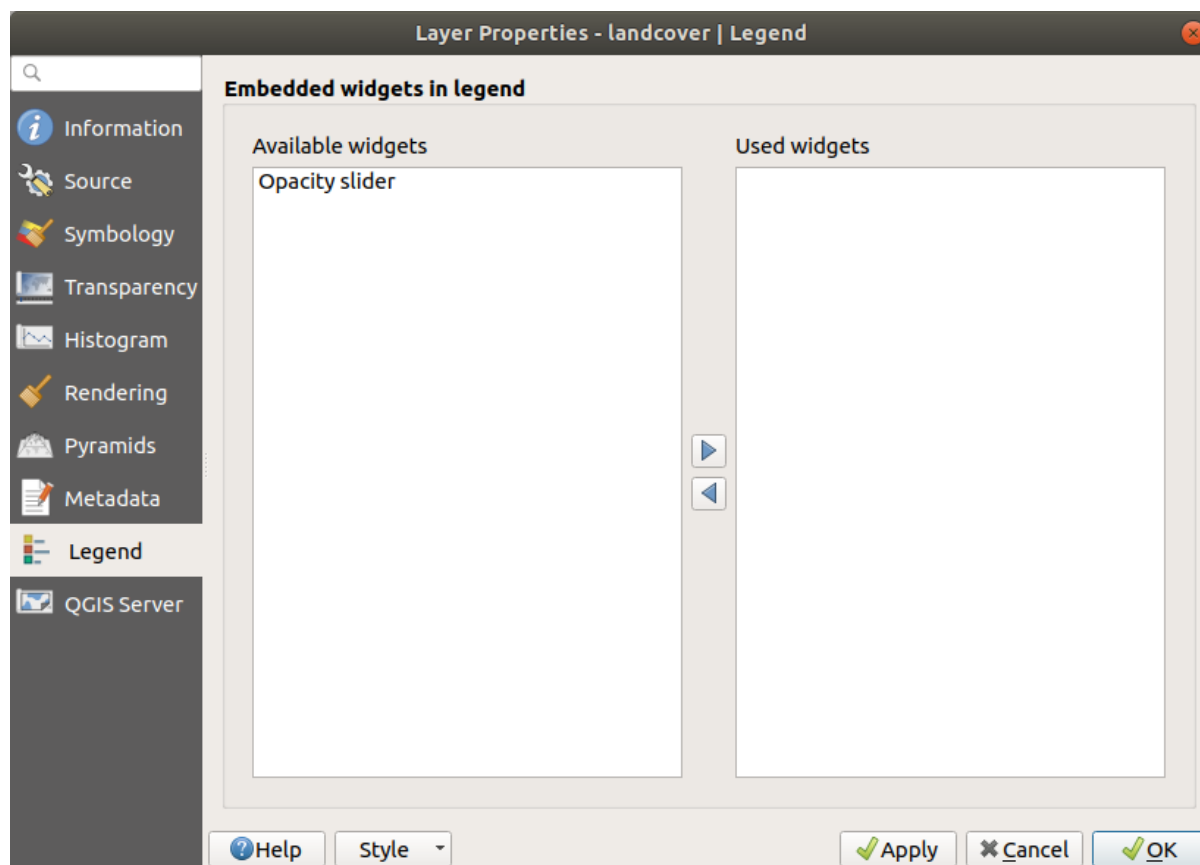 Layer Properties - landcover | Legend
Information
Source
Symbology
Transparency
Histogram
Rendering
Pyramids
Metadata
Legend
QGIS Server
Embedded widgets in legend
Available widgets
Opacity slider
Used widgets
Help
Style
Apply
Cancel
OK